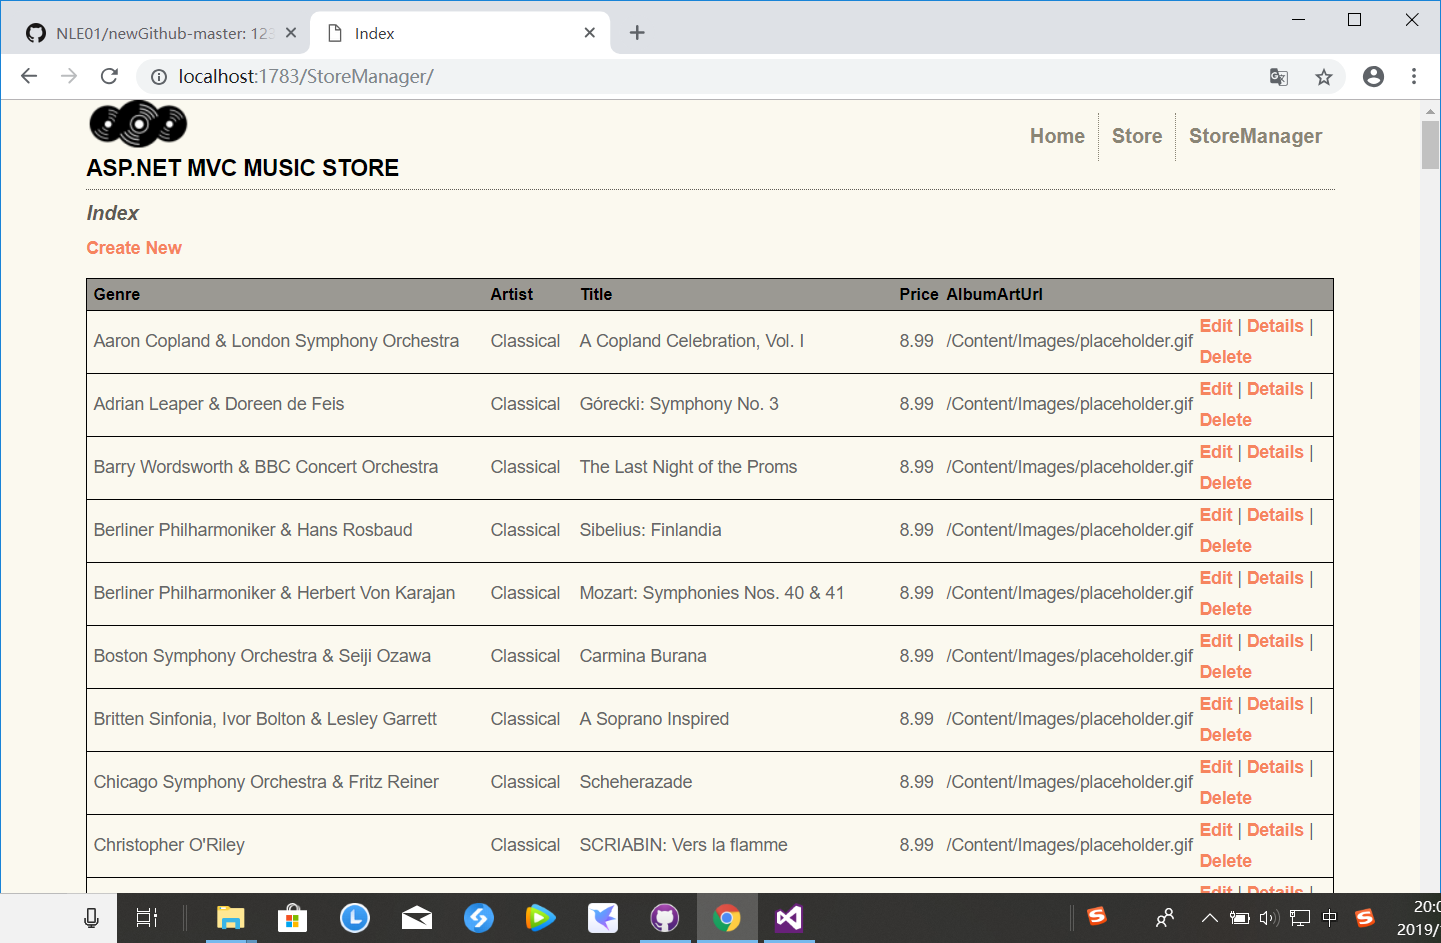 NLE01/newGithub-master: 123
Index
localhost:1783/StoreManager/
Home
Store
StoreManager
ASP.NET MVC MUSIC STORE
Index
Create New
Genre Artist Title Price AlbumArtUrl
Aaron Copland & London Symphony Orchestra Classical A Copland Celebration, Vol. I 8.99 /Content/Images/placeholder.gif Edit | Details |
Delete
Adrian Leaper & Doreen de Feis Classical Górecki: Symphony No. 3 8.99 /Content/Images/placeholder.gif Edit | Details |
Delete
Barry Wordsworth & BBC Concert Orchestra Classical The Last Night of the Proms 8.99 /Content/Images/placeholder.gif Edit | Details |
Delete
Berliner Philharmoniker & Hans Rosbaud Classical Sibelius: Finlandia 8.99 /Content/Images/placeholder.gif Edit | Details |
Delete
Berliner Philharmoniker & Herbert Von Karajan Classical Mozart: Symphonies Nos. 40 & 41 8.99 /Content/Images/placeholder.gif Edit | Details |
Delete
Boston Symphony Orchestra & Seiji Ozawa Classical Carmina Burana 8.99 /Content/Images/placeholder.gif Edit | Details |
Delete
Britten Sinfonia, Ivor Bolton & Lesley Garrett Classical A Soprano Inspired 8.99 /Content/Images/placeholder.gif Edit | Details |
Delete
Chicago Symphony Orchestra & Fritz Reiner Classical Scheherazade 8.99 /Content/Images/placeholder.gif Edit | Details |
Delete
Christopher O'Riley Classical SCRIABIN: Vers la flamme 8.99 /Content/Images/placeholder.gif Edit | Details |
Delete
Edit | Details |
中
20:0
2019/